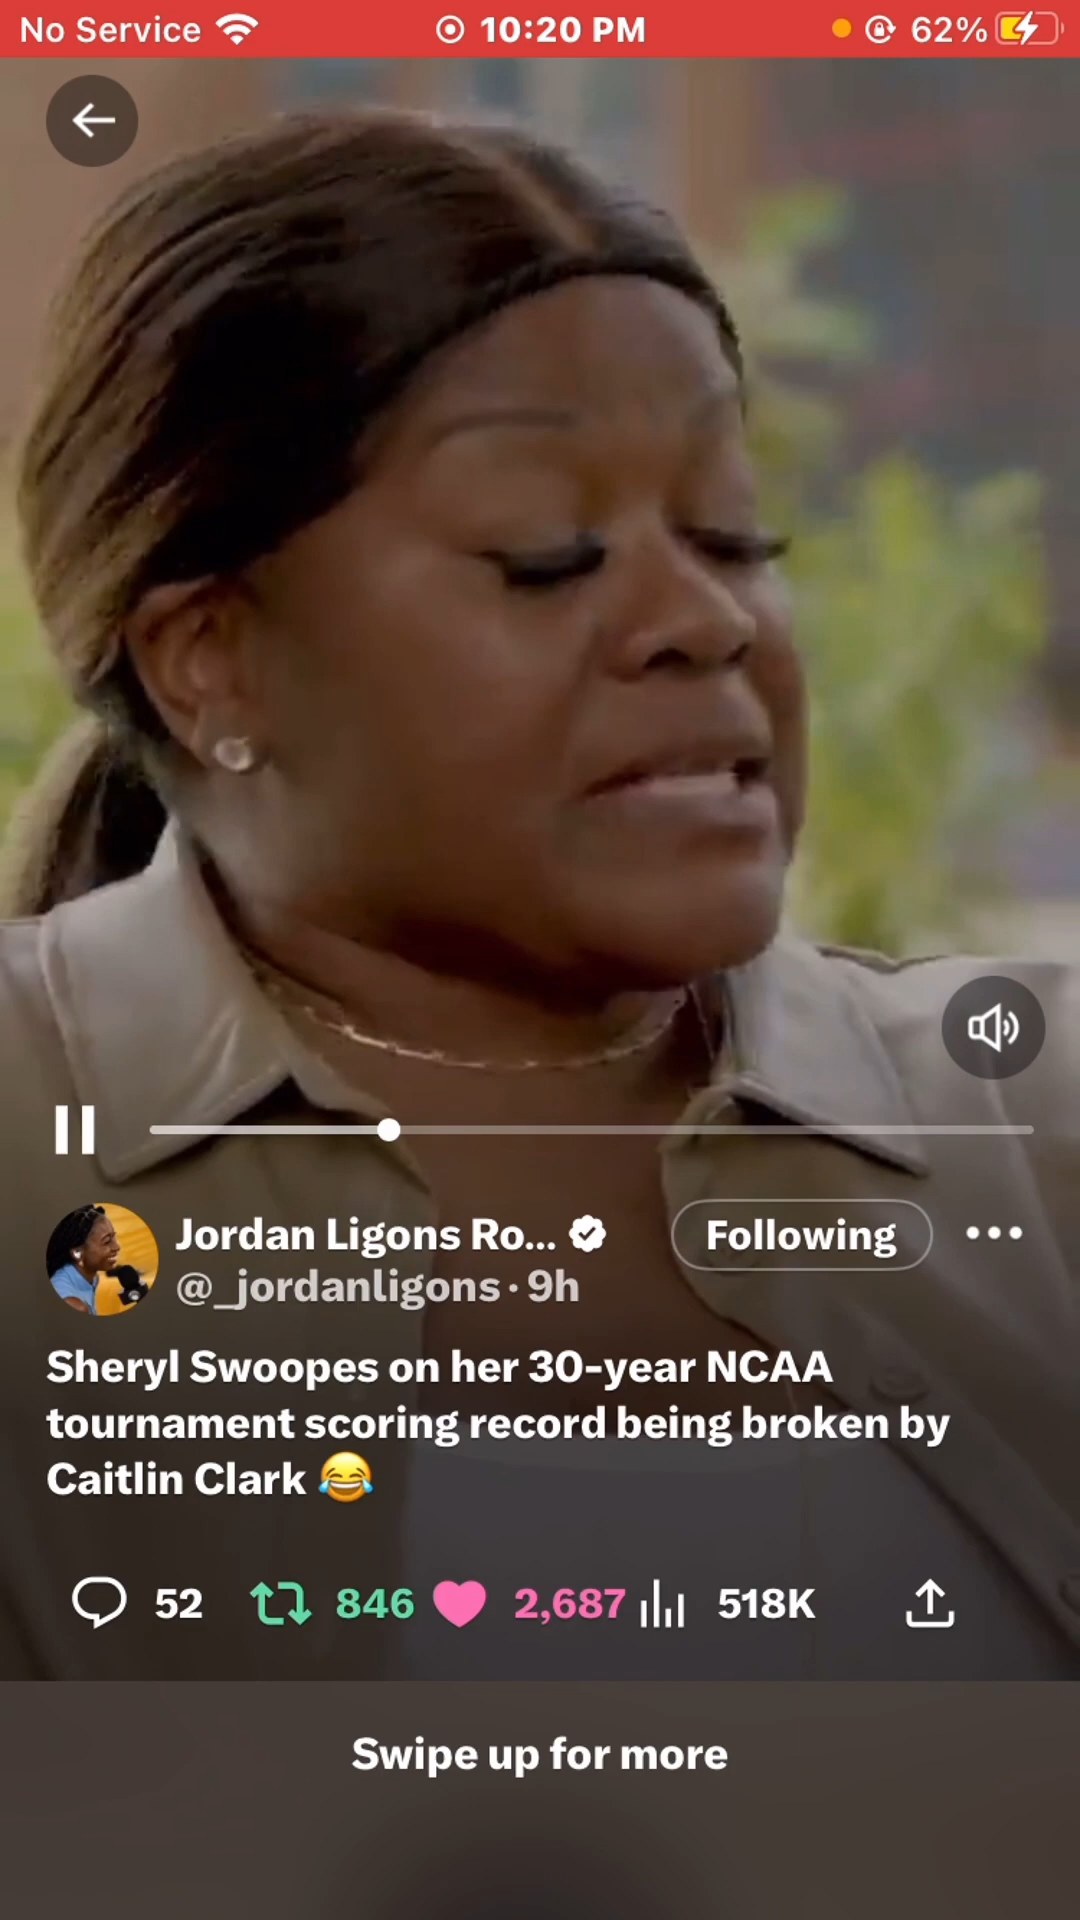 No Service 10:20 PM 62%
Jordan Ligons Ro... Following
@_jordanligons · 9h
Sheryl Swoopes on her 30-year NCAA
tournament scoring record being broken by
Caitlin Clark 😂
52 846 2,687 518K
Swipe up for more